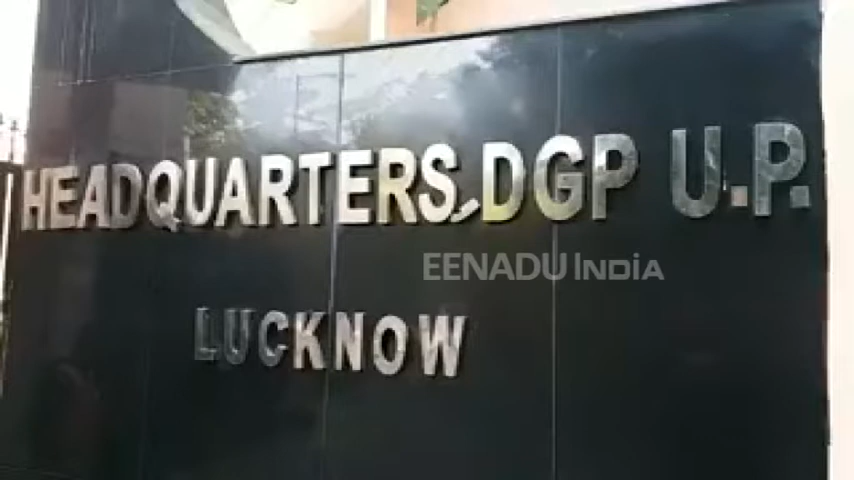 HEADQUARTERS, DGP U.P.
EENADU INDIA
LUCKNOW